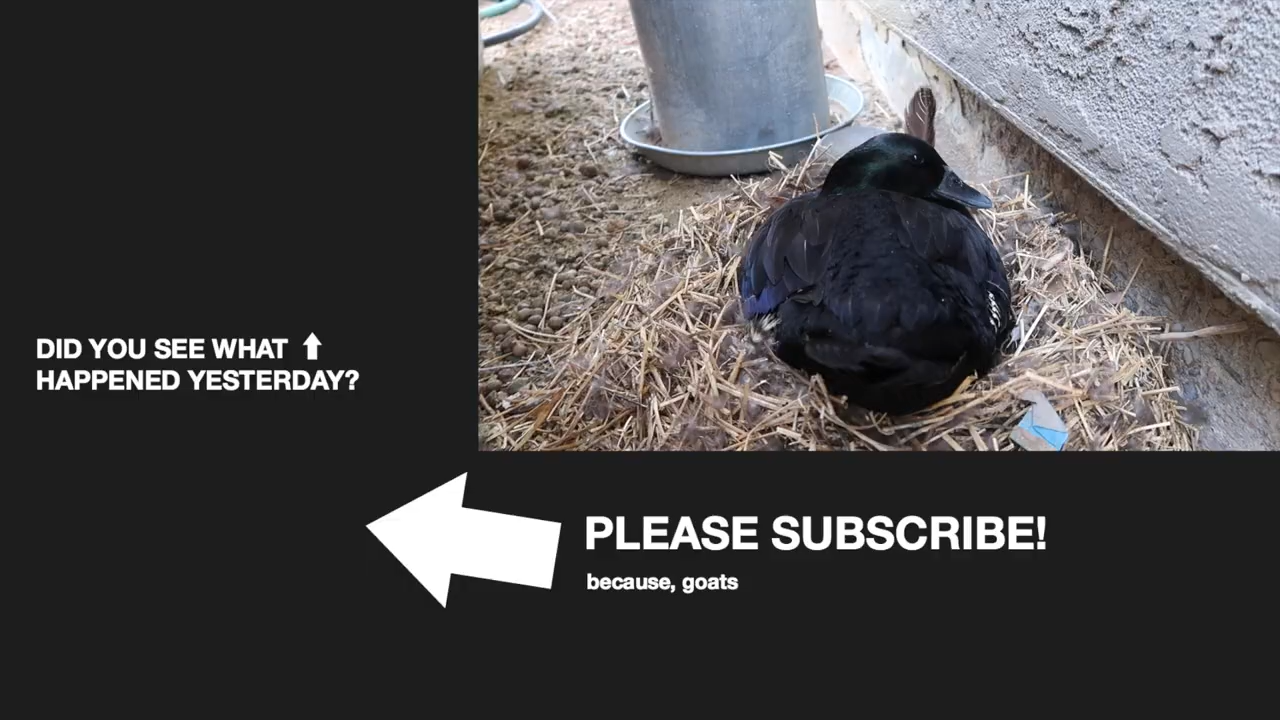 DID YOU SEE WHAT ⬆
HAPPENED YESTERDAY?
PLEASE SUBSCRIBE!
because, goats